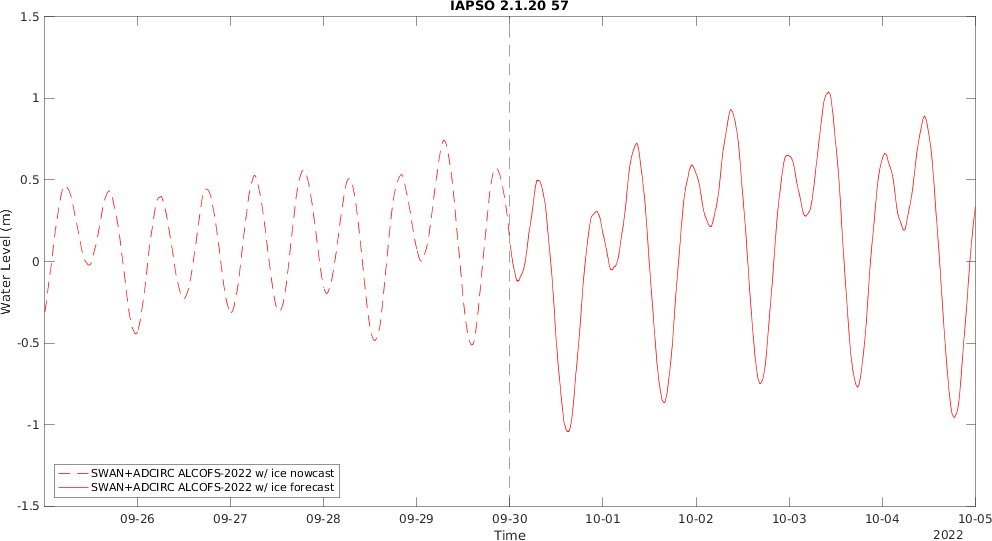 IAPSO 2.1.20 57
1.5
1
0.5
0
-0.5
-1
-1.5
Water Level (m)
SWAN+ADCIRC ALCOFS-2022 w/ ice nowcast
SWAN+ADCIRC ALCOFS-2022 w/ ice forecast
09-26 09-27 09-28 09-29 09-30 10-01 10-02 10-03 10-04 10-05
Time
2022